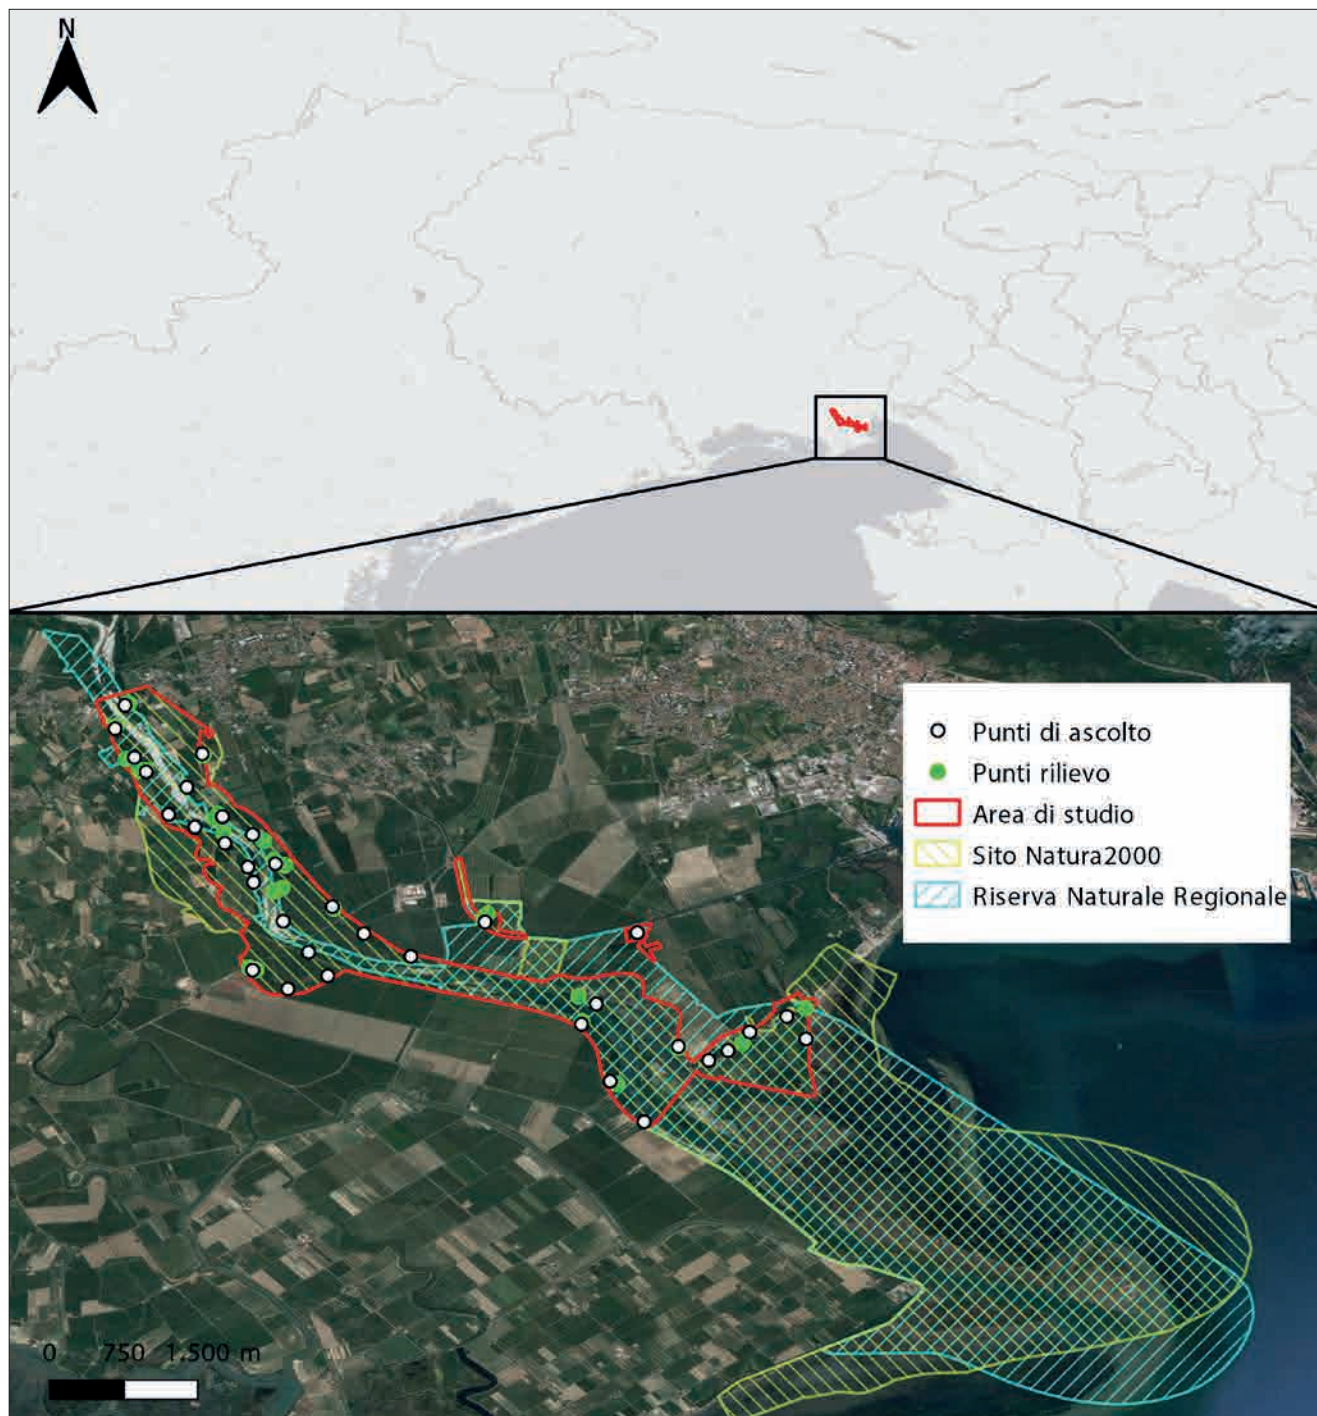 N
Punti di ascolto
Punti rilievo
Area di studio
Sito Natura2000
Riserva Naturale Regionale
0 750 1.500 m